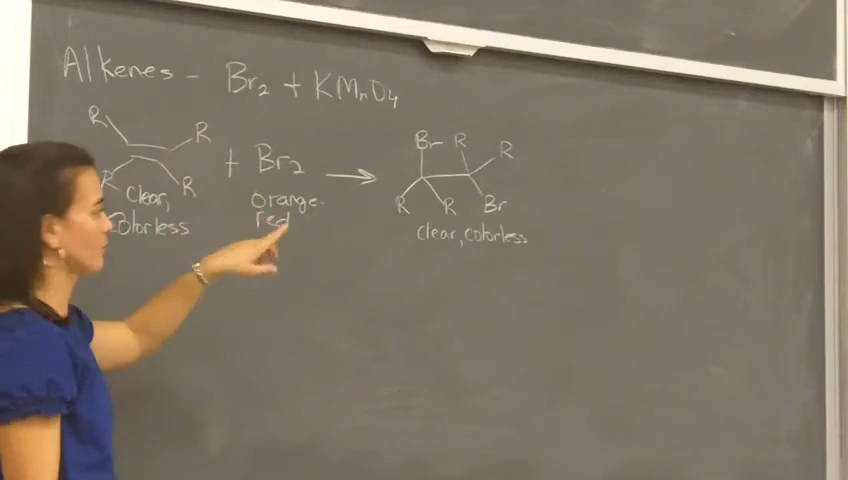 Alkenes - Br2 + KMnO4
R R Br R R
+ Br2 →
R R R R Br
Clear, Colorless
Orange-red
clear, colorless